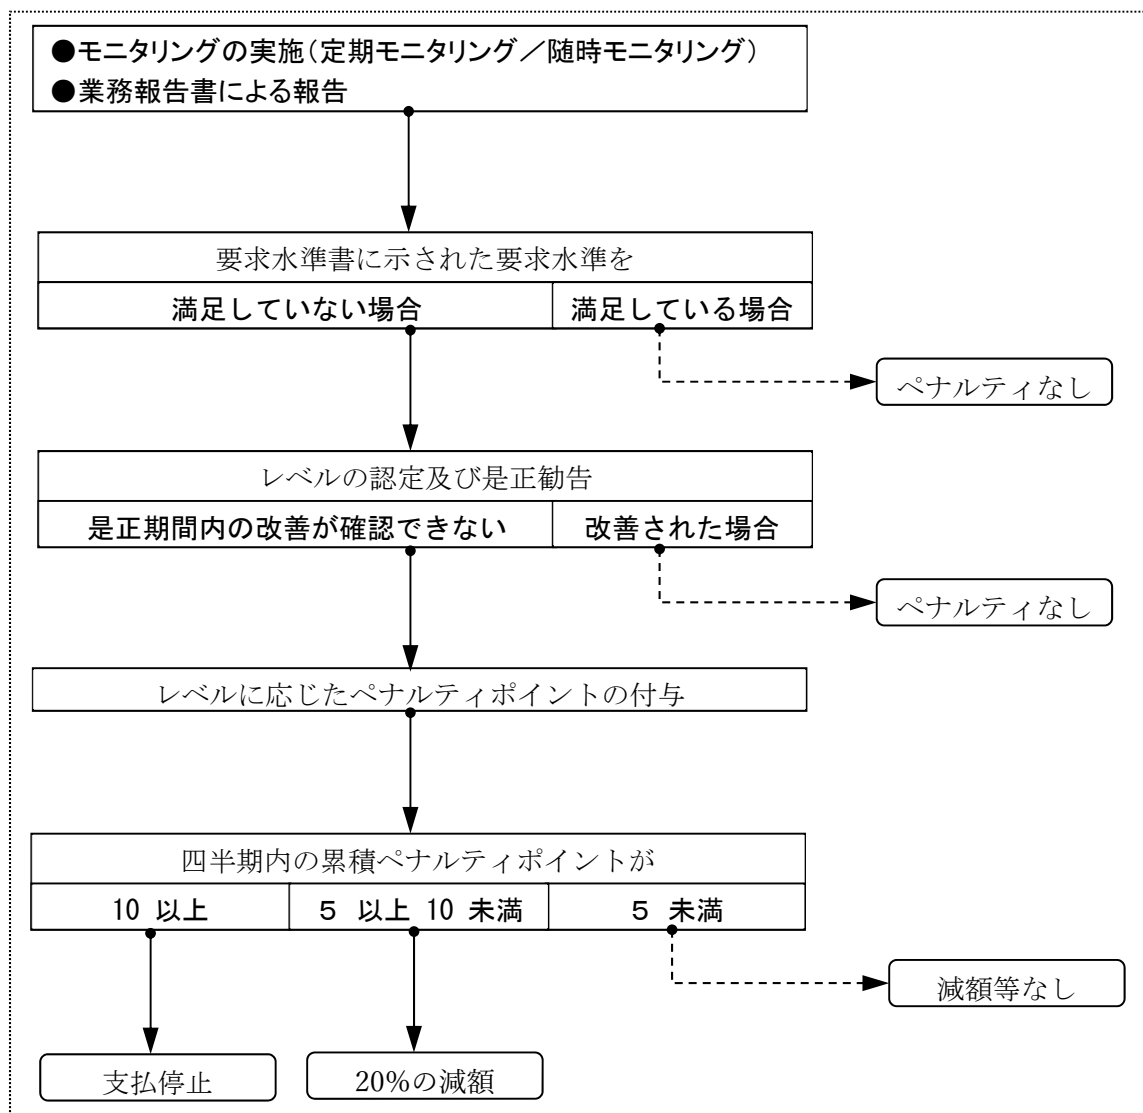 ●モニタリングの実施（定期モニタリング／随時モニタリング）
●業務報告書による報告
要求水準書に示された要求水準を
満足していない場合
満足している場合
ペナルティなし
レベルの認定及び是正勧告
是正期間内の改善が確認できない
改善された場合
ペナルティなし
レベルに応じたペナルティポイントの付与
四半期内の累積ペナルティポイントが
10 以上
５ 以上 10 未満
５ 未満
減額等なし
支払停止
20%の減額